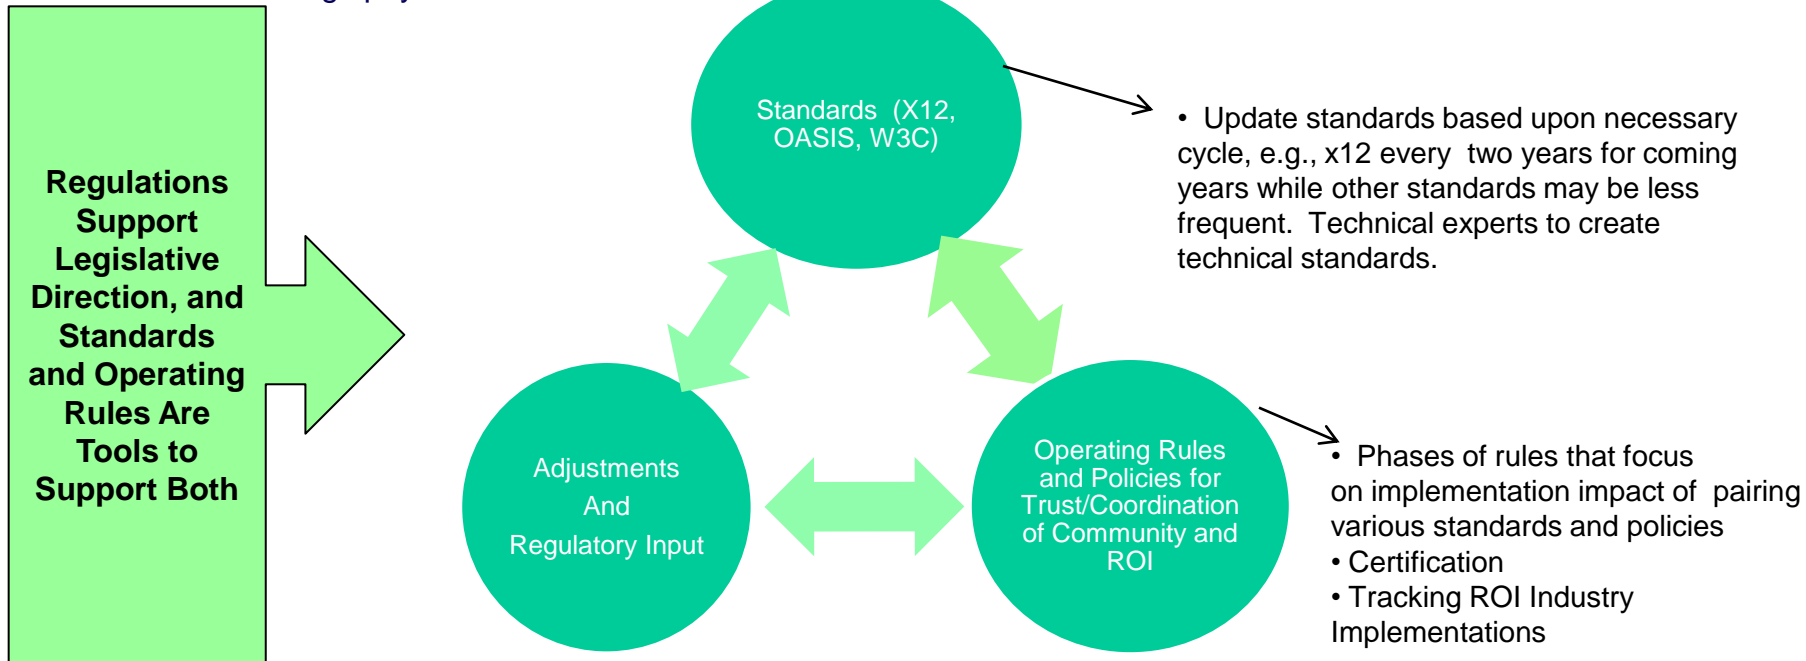 Regulations
Support
Legislative
Direction, and
Standards
and Operating
Rules Are
Tools to
Support Both
Standards (X12,
OASIS, W3C)
• Update standards based upon necessary
cycle, e.g., x12 every two years for coming
years while other standards may be less
frequent. Technical experts to create
technical standards.
Adjustments
And
Regulatory Input
Operating Rules
and Policies for
Trust/Coordination
of Community and
ROI
• Phases of rules that focus
on implementation impact of pairing
various standards and policies
• Certification
• Tracking ROI Industry
Implementations